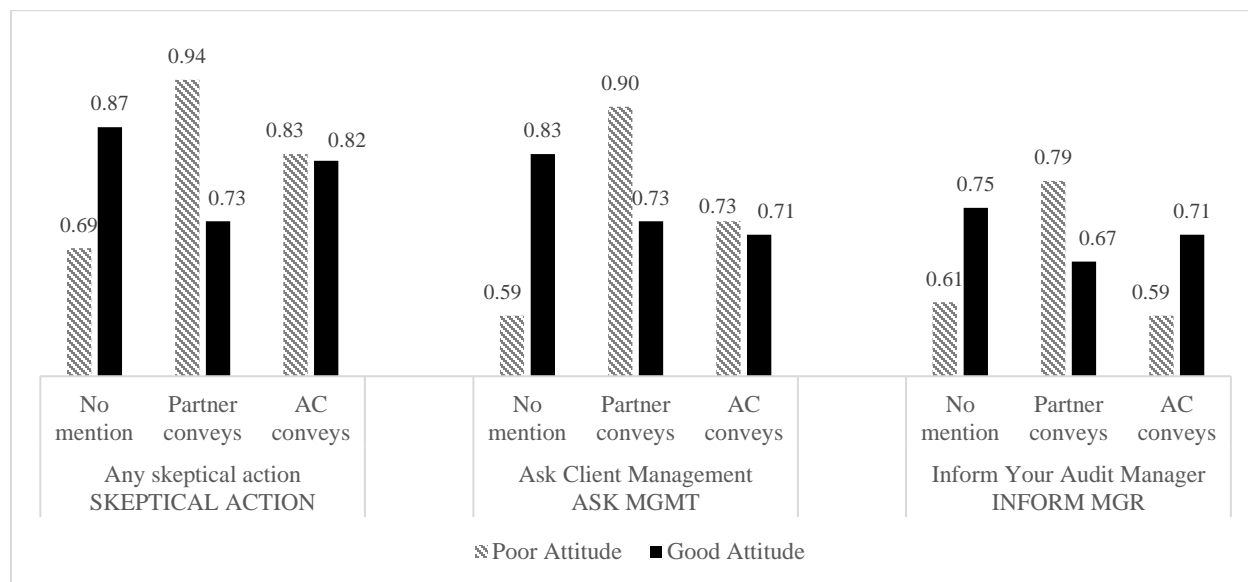 0.94
0.90
0.87
0.83
0.83
0.82
0.79
0.75
0.73
0.73
0.73
0.71
0.71
0.69
0.67
0.61
0.59
0.59
No mention
Partner conveys
AC conveys
No mention
Partner conveys
AC conveys
No mention
Partner conveys
AC conveys
Any skeptical action
SKEPTICAL ACTION
Ask Client Management
ASK MGMT
Inform Your Audit Manager
INFORM MGR
Poor Attitude
Good Attitude